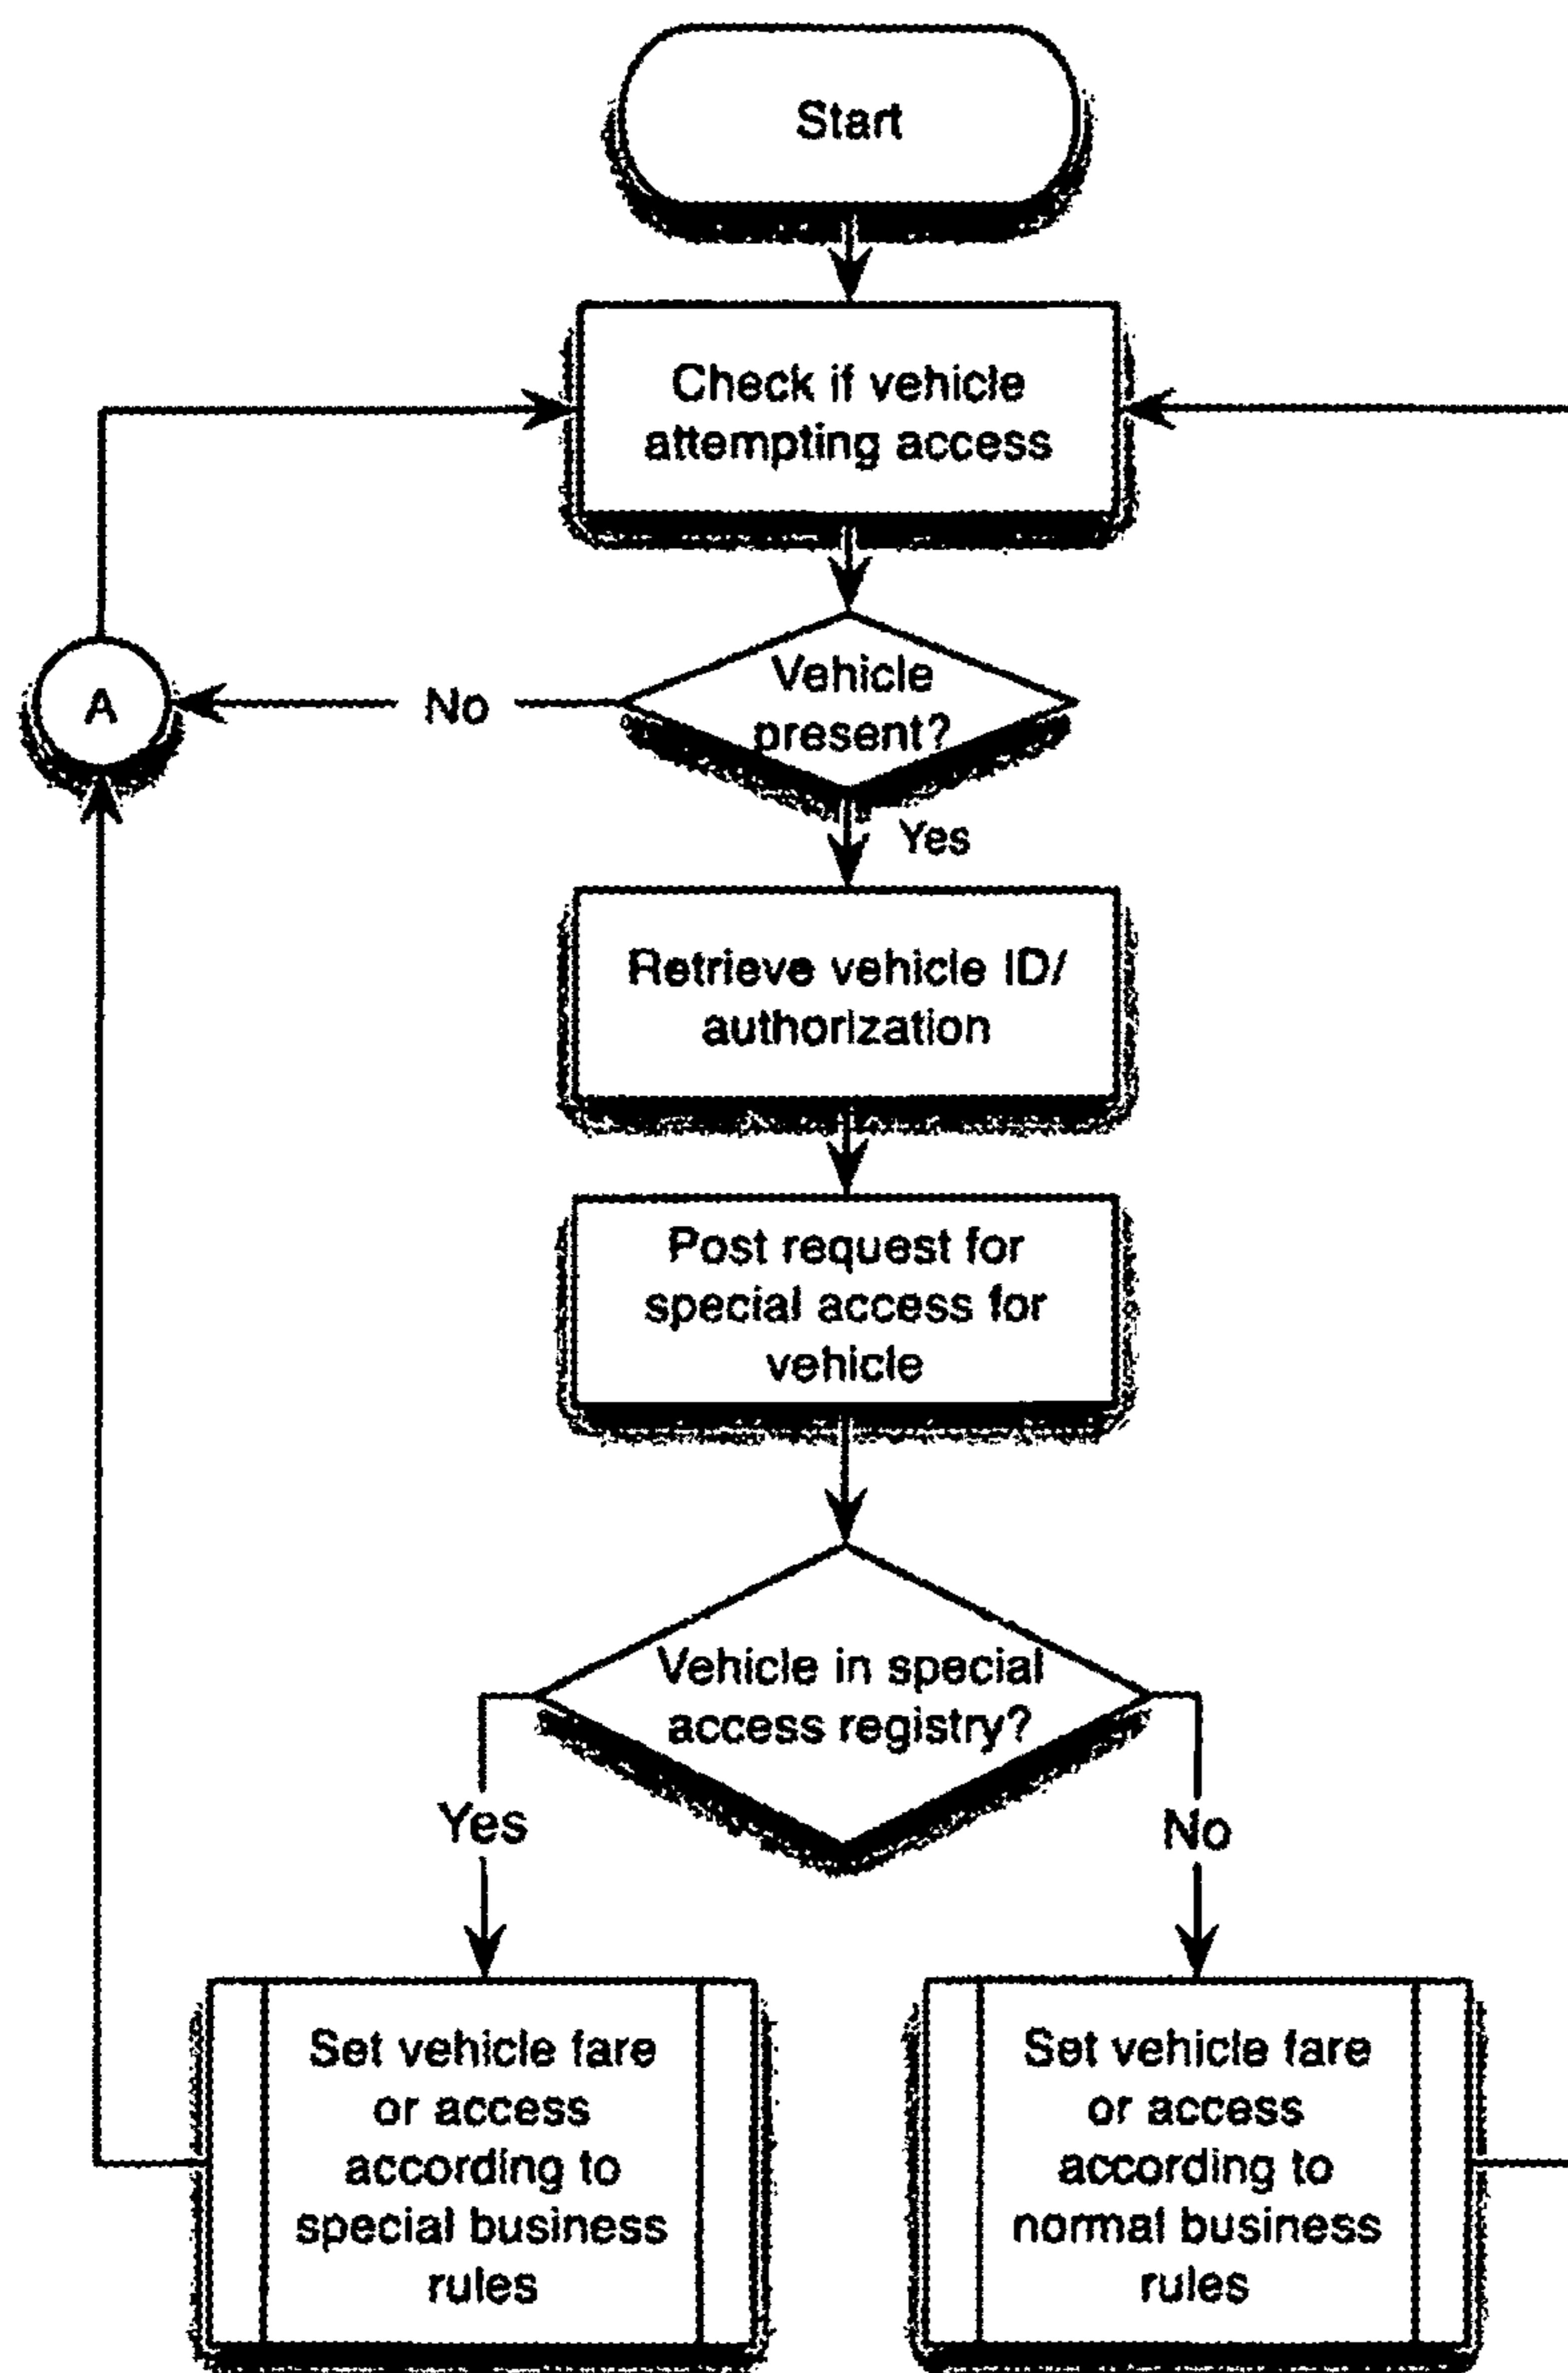 Start
Check if vehicle
attempting access
Vehicle
present?
No
A
Yes
Retrieve vehicle ID/
authorization
Post request for
special access for
vehicle
Vehicle in special
access registry?
Yes
No
Set vehicle fare
or access
according to
special business
rules
Set vehicle fare
or access
according to
normal business
rules